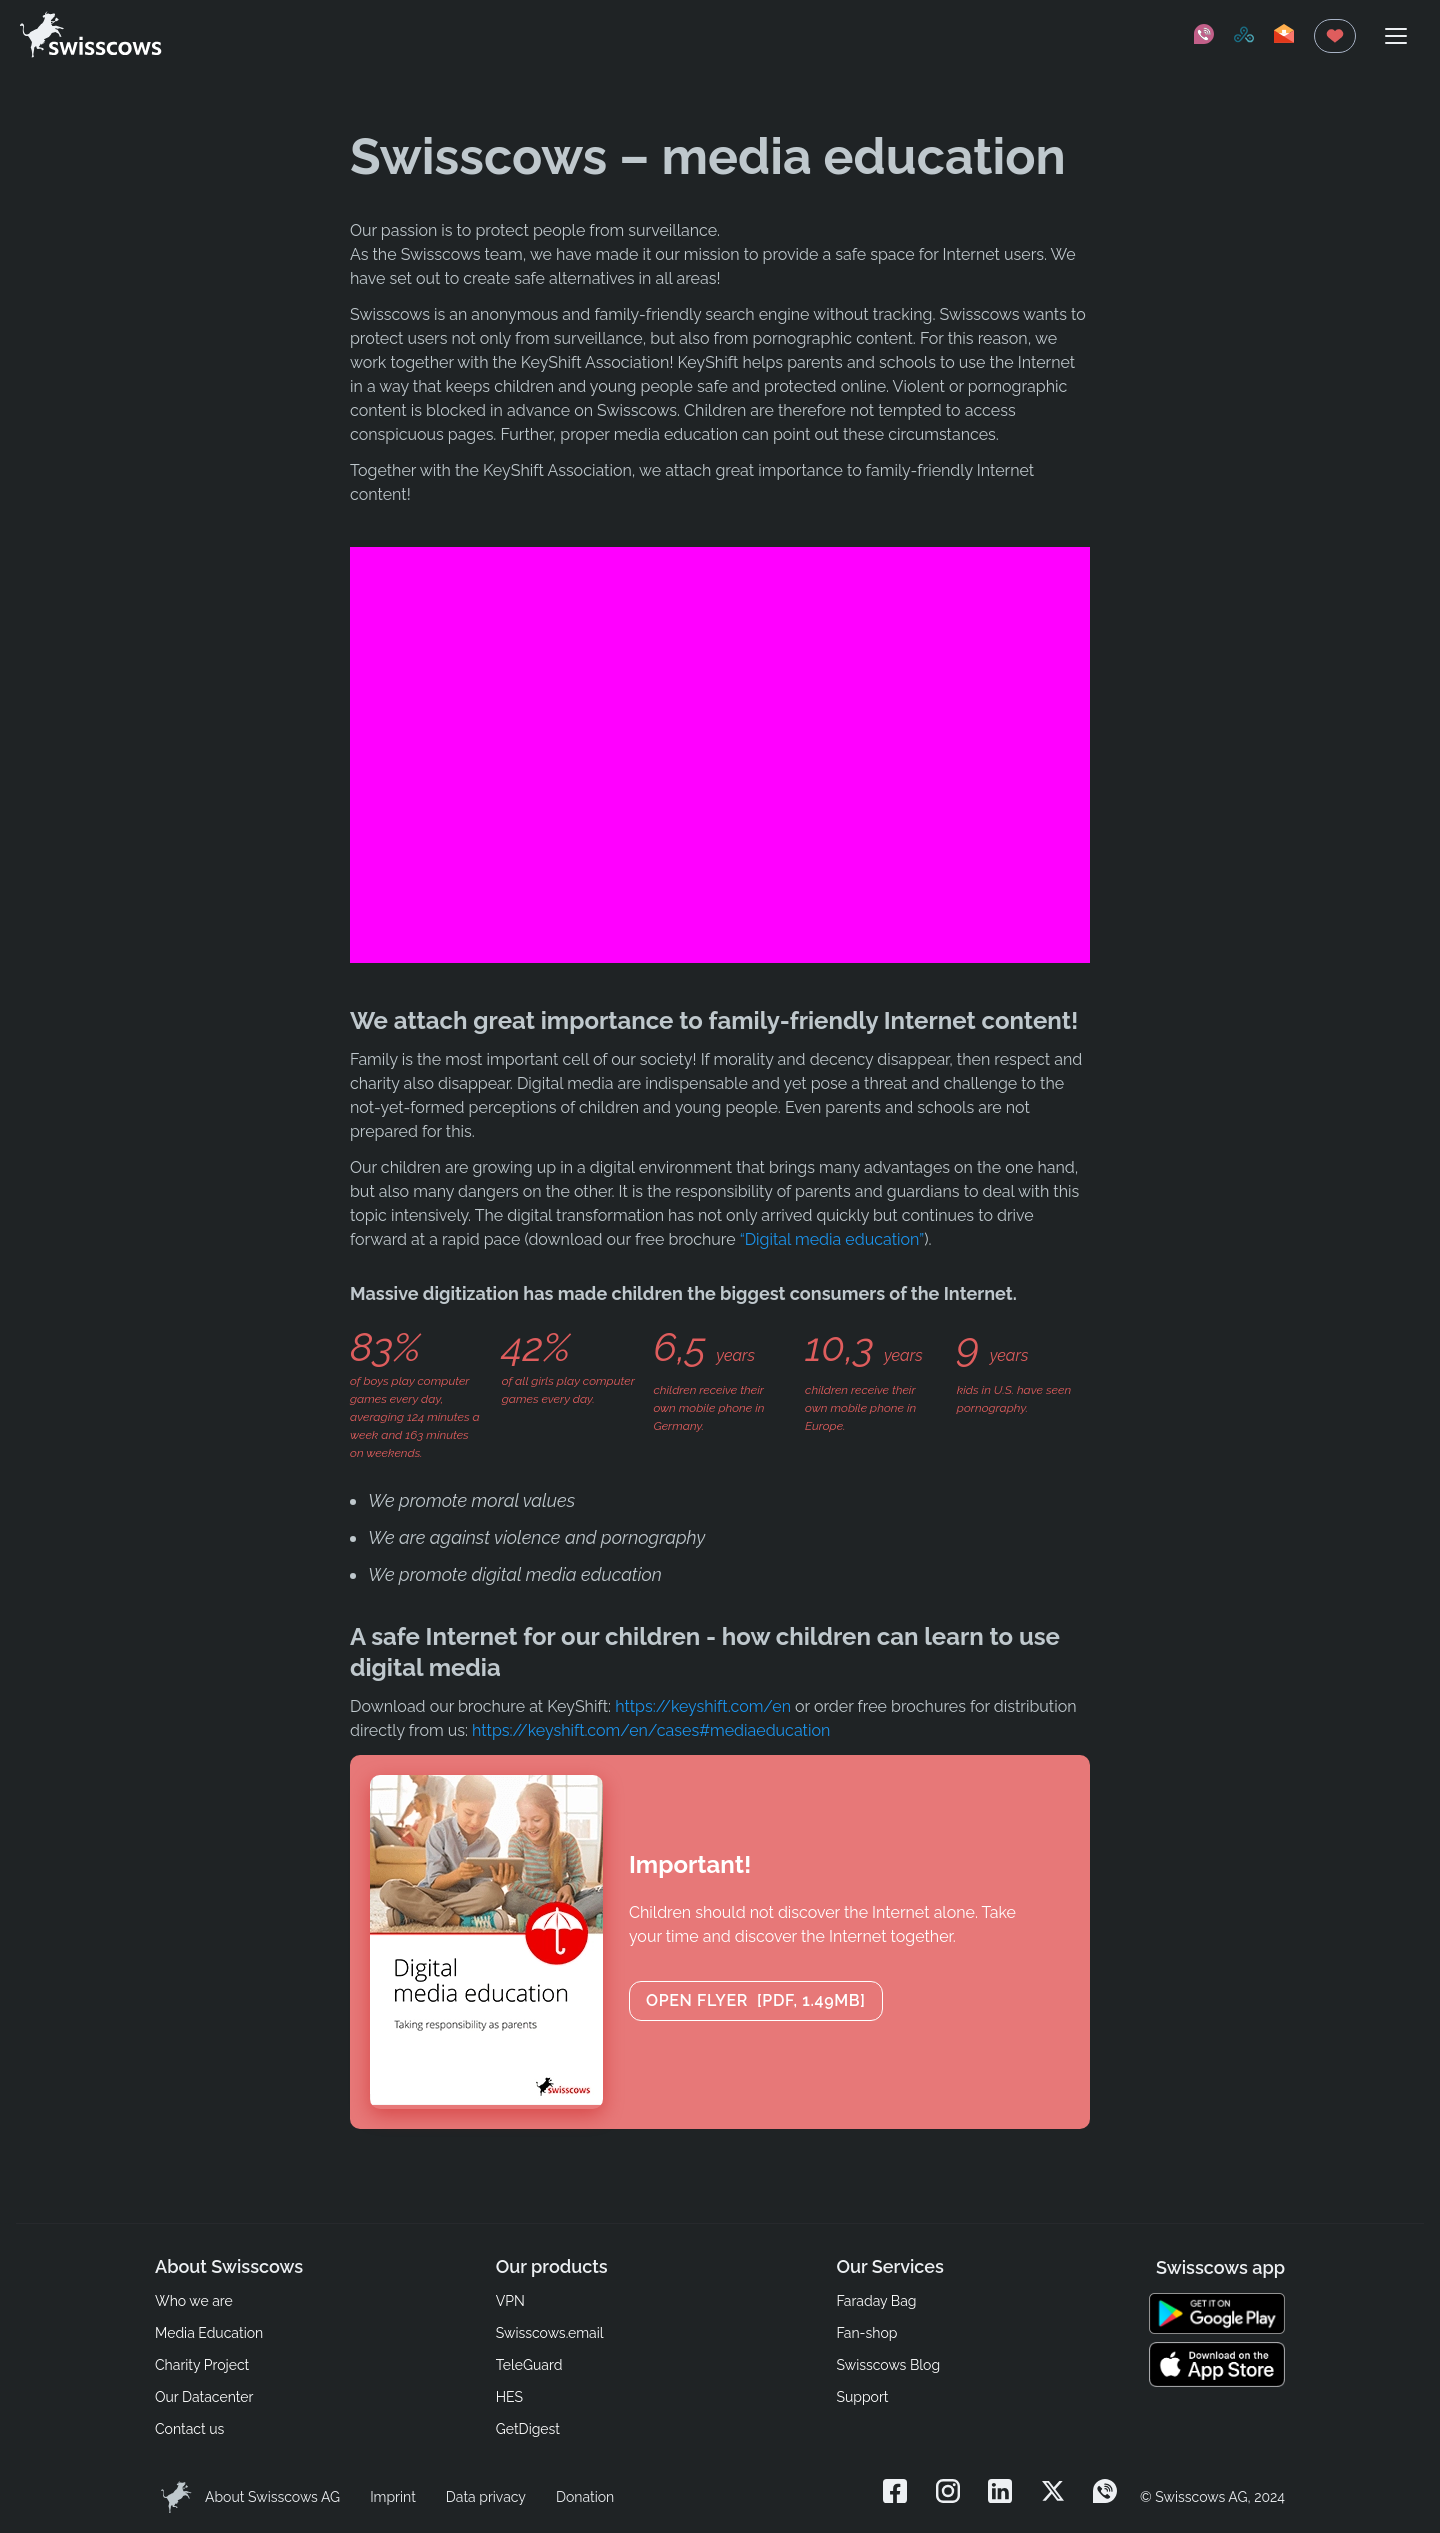 swisscows
Swisscows – media education
Our passion is to protect people from surveillance.
As the Swisscows team, we have made it our mission to provide a safe space for Internet users. We
have set out to create safe alternatives in all areas!
Swisscows is an anonymous and family-friendly search engine without tracking. Swisscows wants to
protect users not only from surveillance, but also from pornographic content. For this reason, we
work together with the KeyShift Association! KeyShift helps parents and schools to use the Internet
in a way that keeps children and young people safe and protected online. Violent or pornographic
content is blocked in advance on Swisscows. Children are therefore not tempted to access
conspicuous pages. Further, proper media education can point out these circumstances.
Together with the KeyShift Association, we attach great importance to family-friendly Internet
content!
We attach great importance to family-friendly Internet content!
Family is the most important cell of our society! If morality and decency disappear, then respect and
charity also disappear. Digital media are indispensable and yet pose a threat and challenge to the
not-yet-formed perceptions of children and young people. Even parents and schools are not
prepared for this.
Our children are growing up in a digital environment that brings many advantages on the one hand,
but also many dangers on the other. It is the responsibility of parents and guardians to deal with this
topic intensively. The digital transformation has not only arrived quickly but continues to drive
forward at a rapid pace (download our free brochure “Digital media education”).
Massive digitization has made children the biggest consumers of the Internet.
83%
of boys play computer
games every day,
averaging 124 minutes a
week and 163 minutes
on weekends.
42%
of all girls play computer
games every day.
6,5 years
children receive their
own mobile phone in
Germany.
10,3 years
children receive their
own mobile phone in
Europe.
9 years
kids in U.S. have seen
pornography.
We promote moral values
We are against violence and pornography
We promote digital media education
A safe Internet for our children - how children can learn to use
digital media
Download our brochure at KeyShift: https://keyshift.com/en or order free brochures for distribution
directly from us: https://keyshift.com/en/cases#mediaeducation
Digital
media education
Taking responsibility as parents
swisscows
Important!
Children should not discover the Internet alone. Take
your time and discover the Internet together.
OPEN FLYER [PDF, 1.49MB]
About Swisscows
Who we are
Media Education
Charity Project
Our Datacenter
Contact us
Our products
VPN
Swisscows.email
TeleGuard
HES
GetDigest
Our Services
Faraday Bag
Fan-shop
Swisscows Blog
Support
Swisscows app
GET IT ON
Google Play
Download on the
App Store
About Swisscows AG
Imprint
Data privacy
Donation
© Swisscows AG, 2024